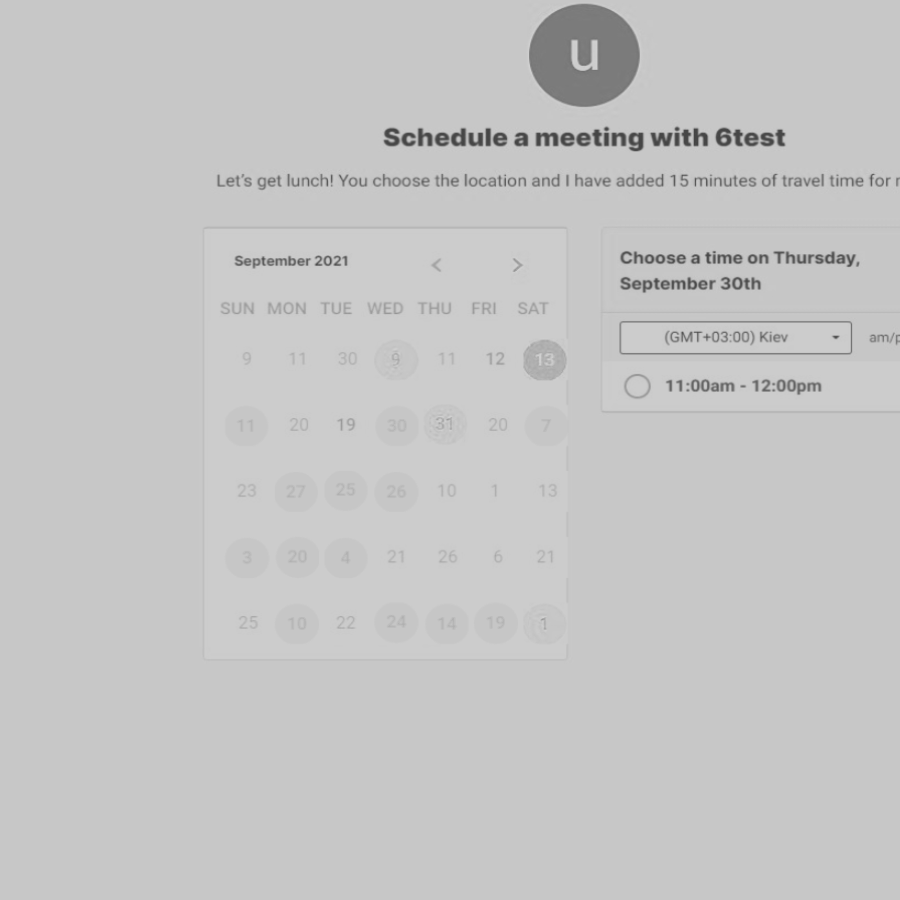 u
Schedule a meeting with 6test
Let's get lunch! You choose the location and I have added 15 minutes of travel time for
September 2021 < >
SUN MON TUE WED THU FRI SAT
9 11 30 9 11 12 13
11 20 19 30 31 20 7
23 27 25 26 10 1 13
3 20 4 21 26 6 21
25 10 22 24 14 19 1
Choose a time on Thursday,
September 30th
(GMT+03:00) Kiev am/
11:00am - 12:00pm